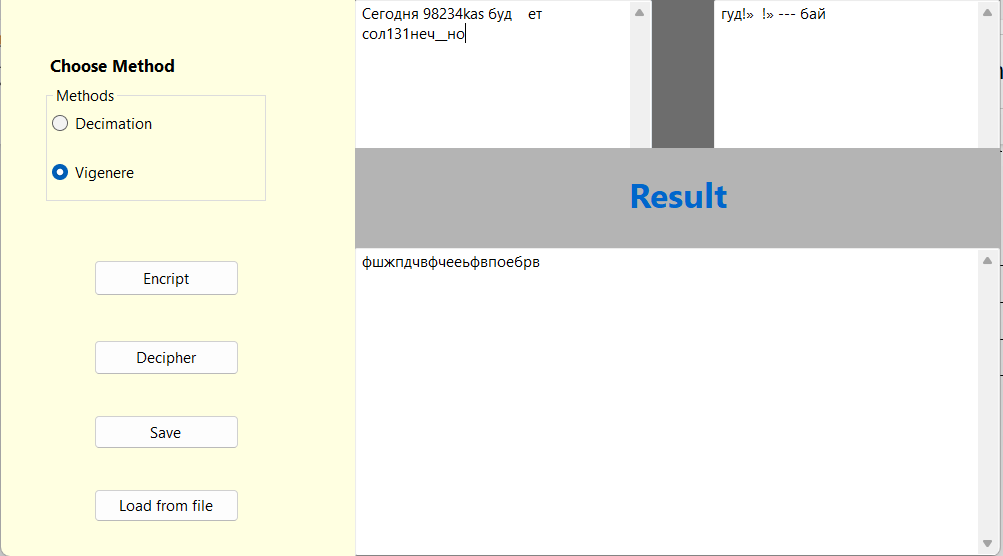 Choose Method
Methods
Decimation
Vigenere
Encript
Decipher
Save
Load from file
Сегодня 98234kas буд    ет
сол131неч__но
гуд!»  !» --- бай
Result
фшжпдчвфчееьфвпоебрв